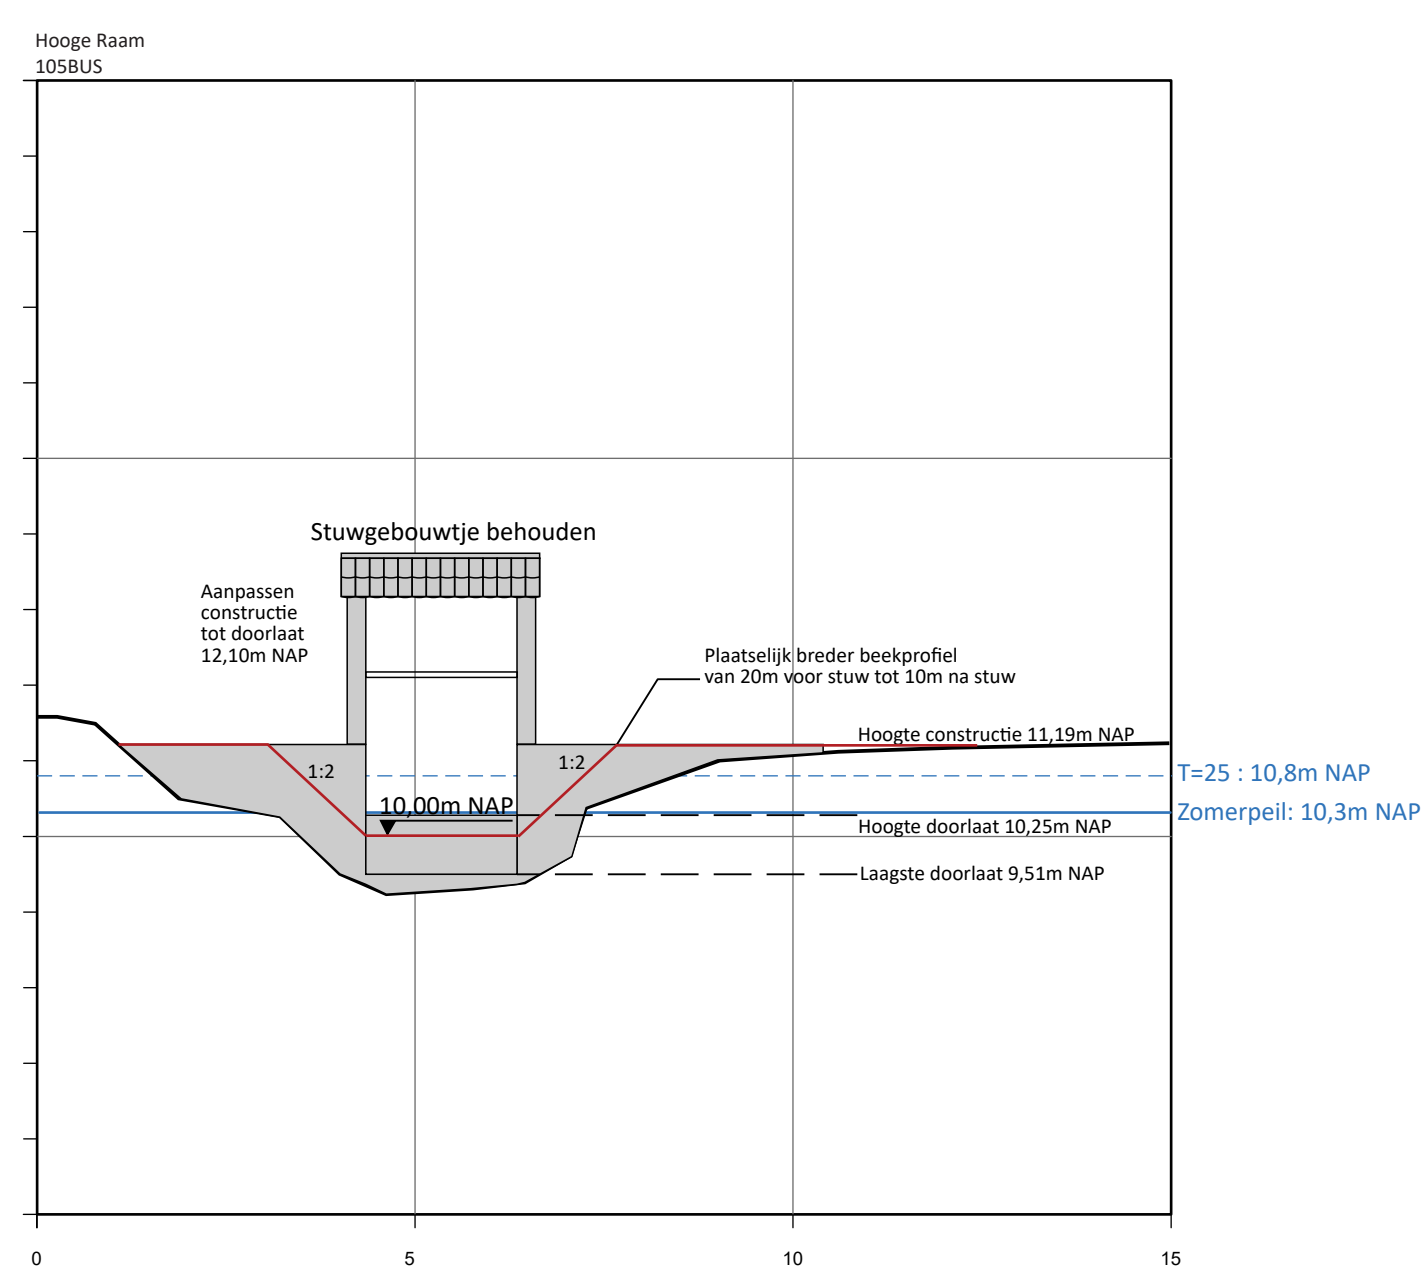 Hooge Raam
105BUS
Stuwgebouwtje behouden
Aanpassen
constructie
tot doorlaat
12,10m NAP
Plaatselijk breder beekprofiel
van 20m voor stuw tot 10m na stuw
Hoogte constructie 11,19m NAP
1:2
1:2
T=25 : 10,8m NAP
10,00m NAP
Zomerpeil: 10,3m NAP
Hoogte doorlaat 10,25m NAP
Laagste doorlaat 9,51m NAP
0
5
10
15